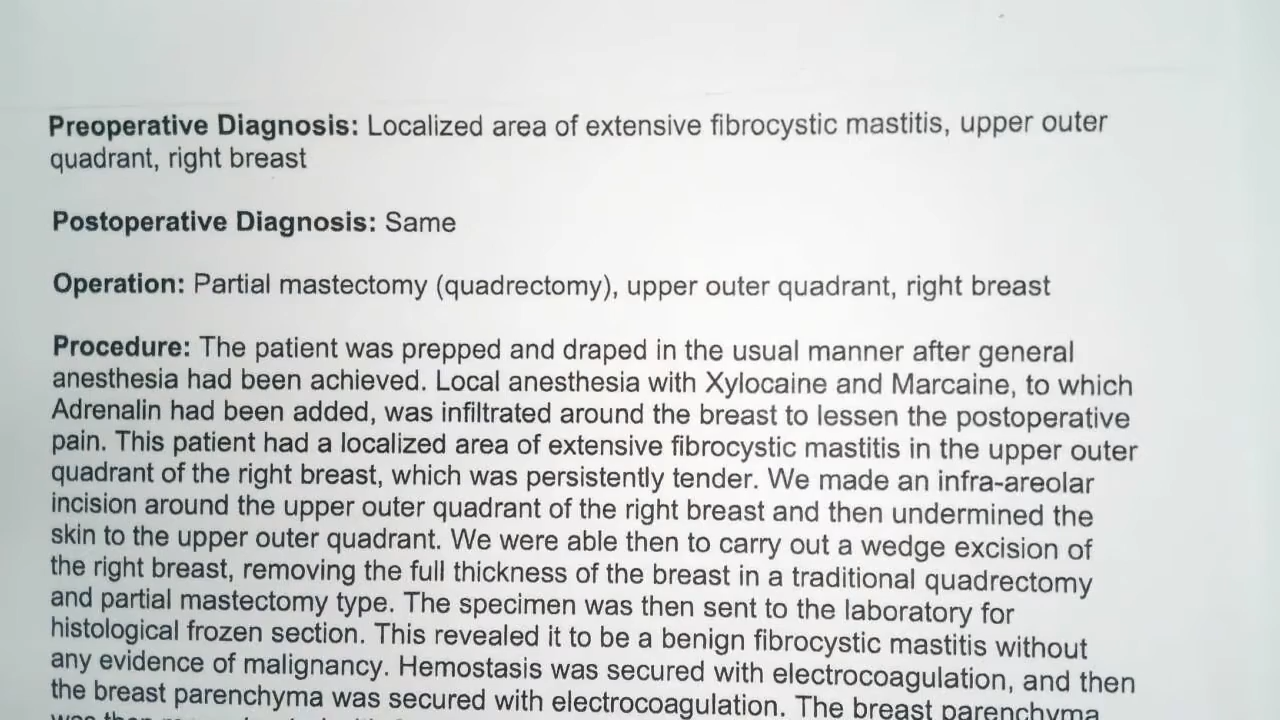 Preoperative Diagnosis: Localized area of extensive fibrocystic mastitis, upper outer
quadrant, right breast
Postoperative Diagnosis: Same
Operation: Partial mastectomy (quadrectomy), upper outer quadrant, right breast
Procedure: The patient was prepped and draped in the usual manner after general
anesthesia had been achieved. Local anesthesia with Xylocaine and Marcaine, to which
Adrenalin had been added, was infiltrated around the breast to lessen the postoperative
pain. This patient had a localized area of extensive fibrocystic mastitis in the upper outer
quadrant of the right breast, which was persistently tender. We made an infra-areolar
incision around the upper outer quadrant of the right breast and then undermined the
skin to the upper outer quadrant. We were able then to carry out a wedge excision of
the right breast, removing the full thickness of the breast in a traditional quadrectomy
and partial mastectomy type. The specimen was then sent to the laboratory for
histological frozen section. This revealed it to be a benign fibrocystic mastitis without
any evidence of malignancy. Hemostasis was secured with electrocoagulation, and then
the breast parenchyma was secured with electrocoagulation. The breast parenchyma